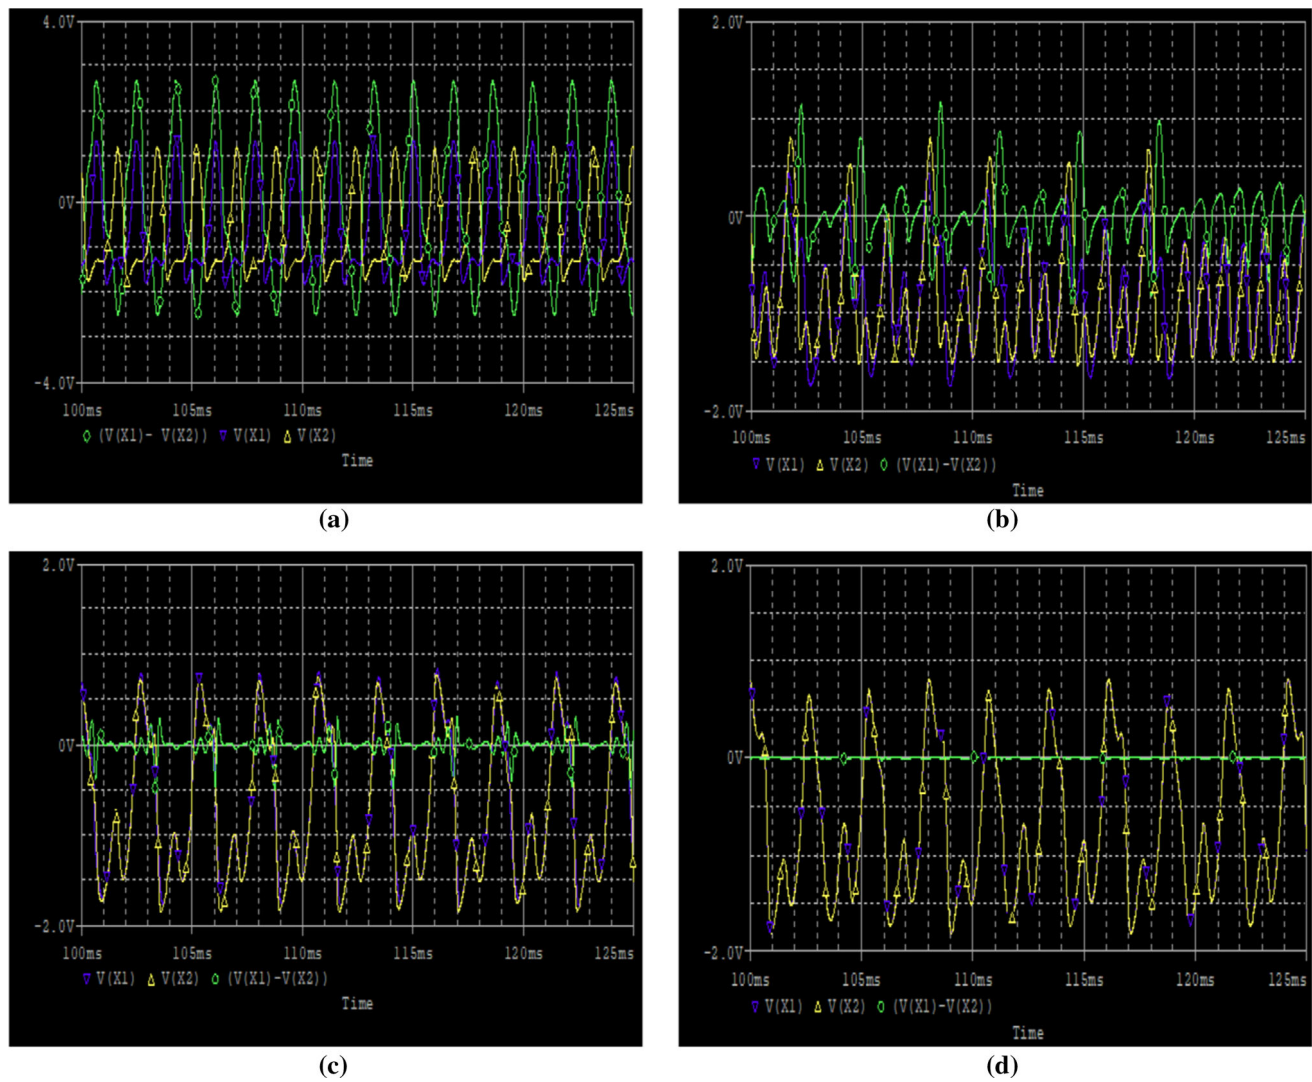 4.0V
0V
-4.0V
100ms 105ms 110ms 115ms 120ms 125ms
(V(X1)- V(X2)) V(X1) V(X2)
Time
(a)
2.0V
0V
-2.0V
100ms 105ms 110ms 115ms 120ms 125ms
V(X1) V(X2) (V(X1)-V(X2))
Time
(b)
2.0V
0V
-2.0V
100ms 105ms 110ms 115ms 120ms 125ms
V(X1) V(X2) (V(X1)-V(X2))
Time
(c)
2.0V
0V
-2.0V
100ms 105ms 110ms 115ms 120ms 125ms
V(X1) V(X2) (V(X1)-V(X2))
Time
(d)